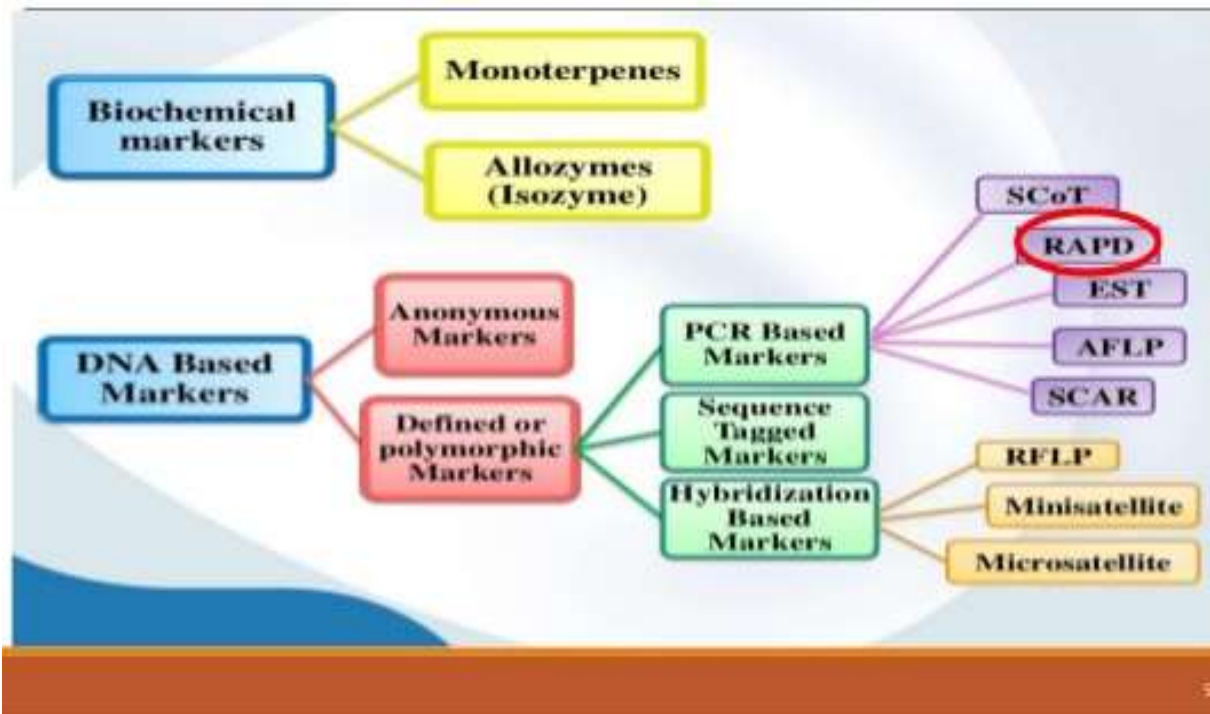 Biochemical
markers
Monoterpenes
Allozymes
(Isozyme)
DNA Based
Markers
Anonymous
Markers
Defined or
polymorphic
Markers
PCR Based
Markers
Sequence
Tagged
Markers
Hybridization
Based
Markers
SCoT
RAPD
EST
AFLP
SCAR
RFLP
Minisatellite
Microsatellite